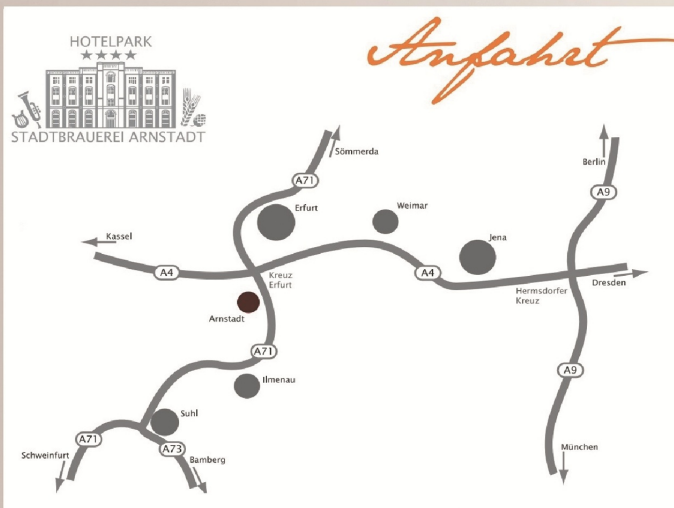 HOTELPARK
STADTBRAUEREI ARNSTADT
Anfahrt
Sömmerda
Berlin
A71
A9
Erfurt
Weimar
Kassel
Jena
A4
Kreuz
Erfurt
A4
Hermsdorfer
Kreuz
Dresden
Arnstadt
A71
A9
Ilmenau
Suhl
A71
A73
Schweinfurt
Bamberg
München